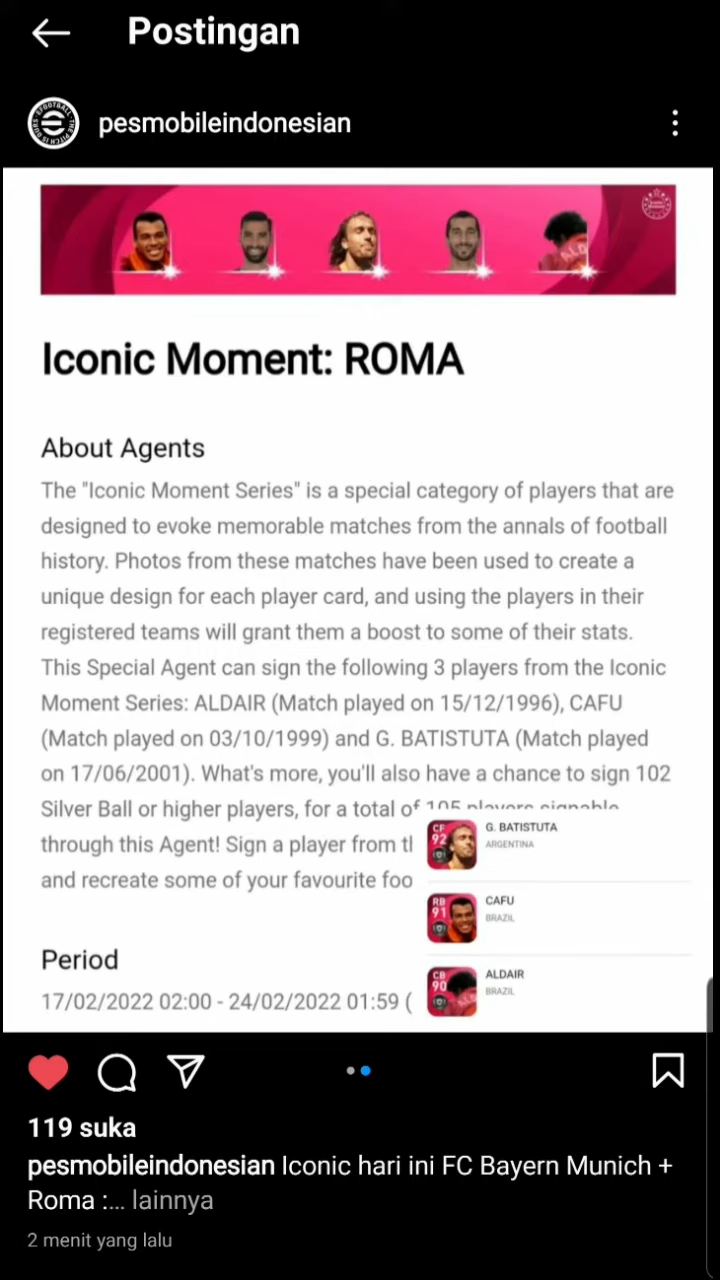 Postingan
pesmobileindonesian
Iconic Moment: ROMA
About Agents
The "Iconic Moment Series" is a special category of players that are
designed to evoke memorable matches from the annals of football
history. Photos from these matches have been used to create a
unique design for each player card, and using the players in their
registered teams will grant them a boost to some of their stats.
This Special Agent can sign the following 3 players from the Iconic
Moment Series: ALDAIR (Match played on 15/12/1996), CAFU
(Match played on 03/10/1999) and G. BATISTUTA (Match played
on 17/06/2001). What's more, you'll also have a chance to sign 102
Silver Ball or higher players, for a total of 105 players signable
through this Agent! Sign a player from
and recreate some of your favourite foo
CF
92
G. BATISTUTA
ARGENTINA
RB
91
CAFU
BRAZIL
CB
90
ALDAIR
BRAZIL
Period
17/02/2022 02:00 - 24/02/2022 01:59 (
119 suka
pesmobileindonesian Iconic hari ini FC Bayern Munich +
Roma :... lainnya
2 menit yang lalu